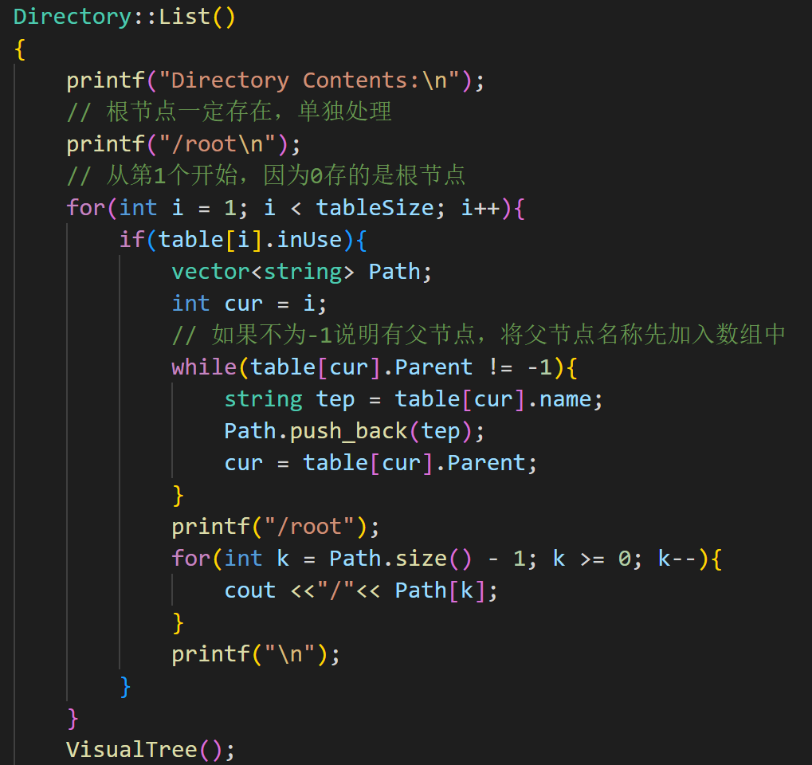 Directory::List()
{
    printf("Directory Contents:\n");
    // 根节点一定存在，单独处理
    printf("/root\n");
    // 从第1个开始，因为0存的是根节点
    for(int i = 1; i < tableSize; i++){
        if(table[i].inUse){
            vector<string> Path;
            int cur = i;
            // 如果不为-1说明有父节点，将父节点名称先加入数组中
            while(table[cur].Parent != -1){
                string tep = table[cur].name;
                Path.push_back(tep);
                cur = table[cur].Parent;
            }
            printf("/root");
            for(int k = Path.size() - 1; k >= 0; k--){
                cout <<"/"<< Path[k];
            }
            printf("\n");
        }
    }
    VisualTree();